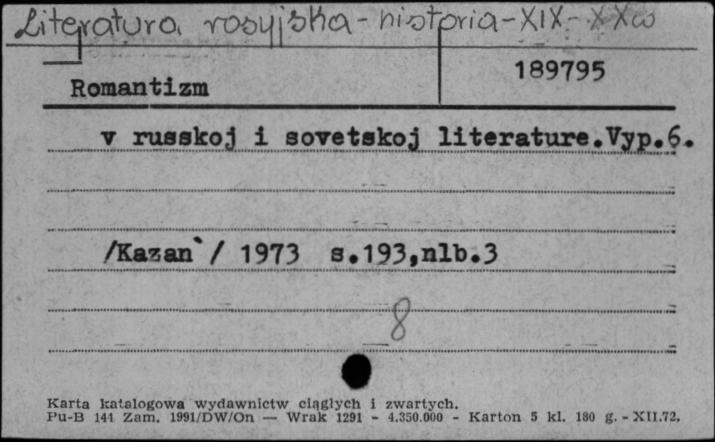 Literatura rosyjska - historia - XIX - XX w
189795
Romantizm
v russkoj i sovetskoj literature.Vyp.6.
/Kazan`/ 1973 s.193,nlb.3
8
Karta katalogowa wydawnictw ciągłych i zwartych.
Pu-B 141 Zam. 1991/DW/On — Wrak 1291 - 4.350.000 - Karton 5 kl. 180 g. - XII.72.